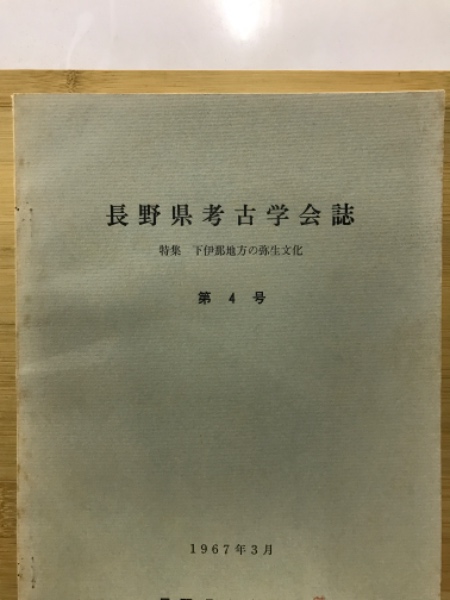 長野県考古学会誌
特集 下伊那地方の弥生文化
第 4 号
1967年3月